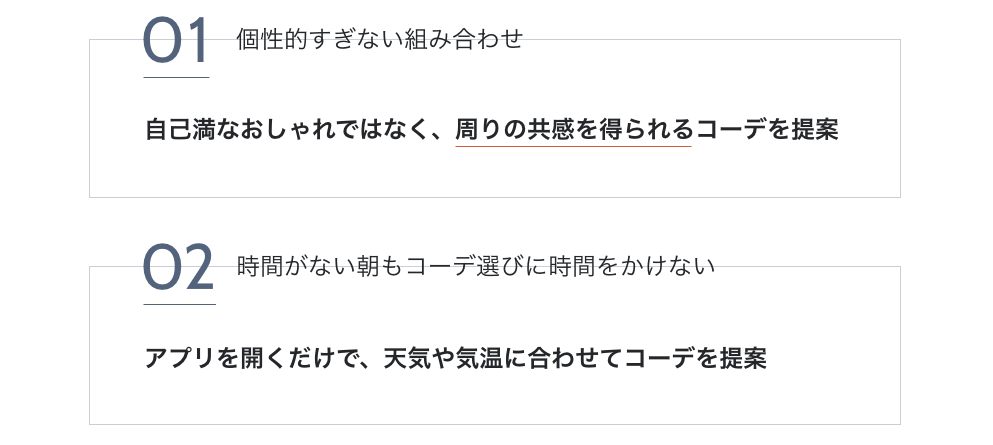 01 個性的すぎない組み合わせ
自己満なおしゃれではなく、周りの共感を得られるコーデを提案
02 時間がない朝もコーデ選びに時間をかけない
アプリを開くだけで、天気や気温に合わせてコーデを提案